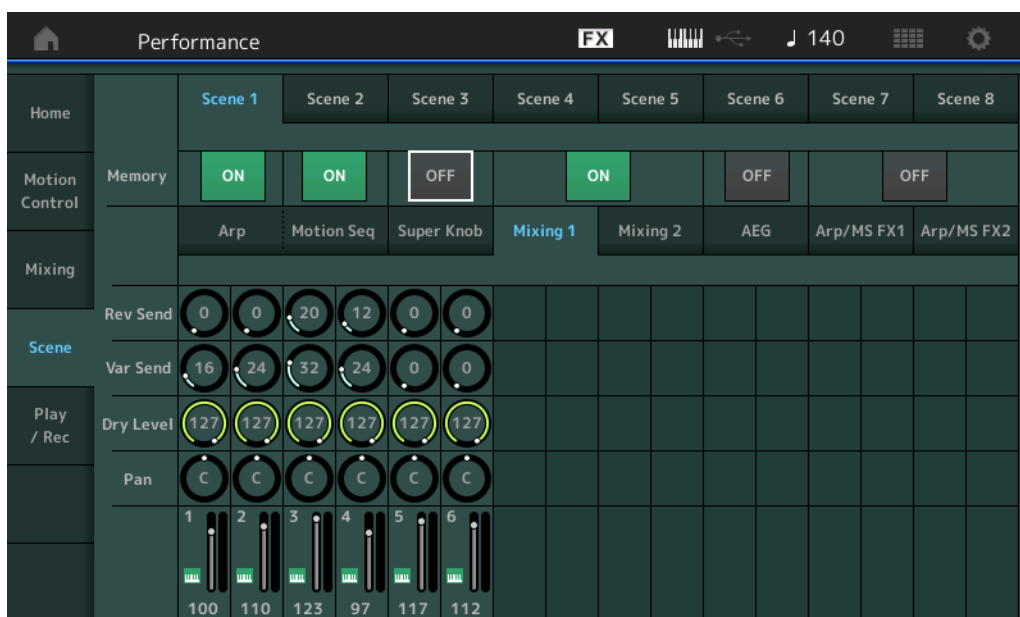 Performance FX 140
Scene 1 Scene 2 Scene 3 Scene 4 Scene 5 Scene 6 Scene 7 Scene 8
Home
Memory ON ON OFF ON OFF OFF
Motion
Control
Arp Motion Seq Super Knob Mixing 1 Mixing 2 AEG Arp/MS FX1 Arp/MS FX2
Mixing
Rev Send 0 0 20 12 0 0
Scene
Var Send 16 24 32 24 0 0
Play
/ Rec
Dry Level 127 127 127 127 127 127
Pan C C C C C C
1 2 3 4 5 6
100 110 123 97 117 112